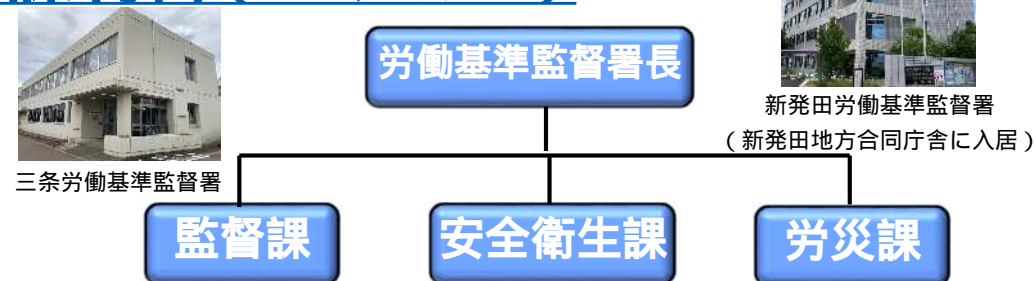 労働基準監督署長
新発田労働基準監督署
(新発田地方合同庁舎に入居)
三条労働基準監督署
監督課
安全衛生課
労災課